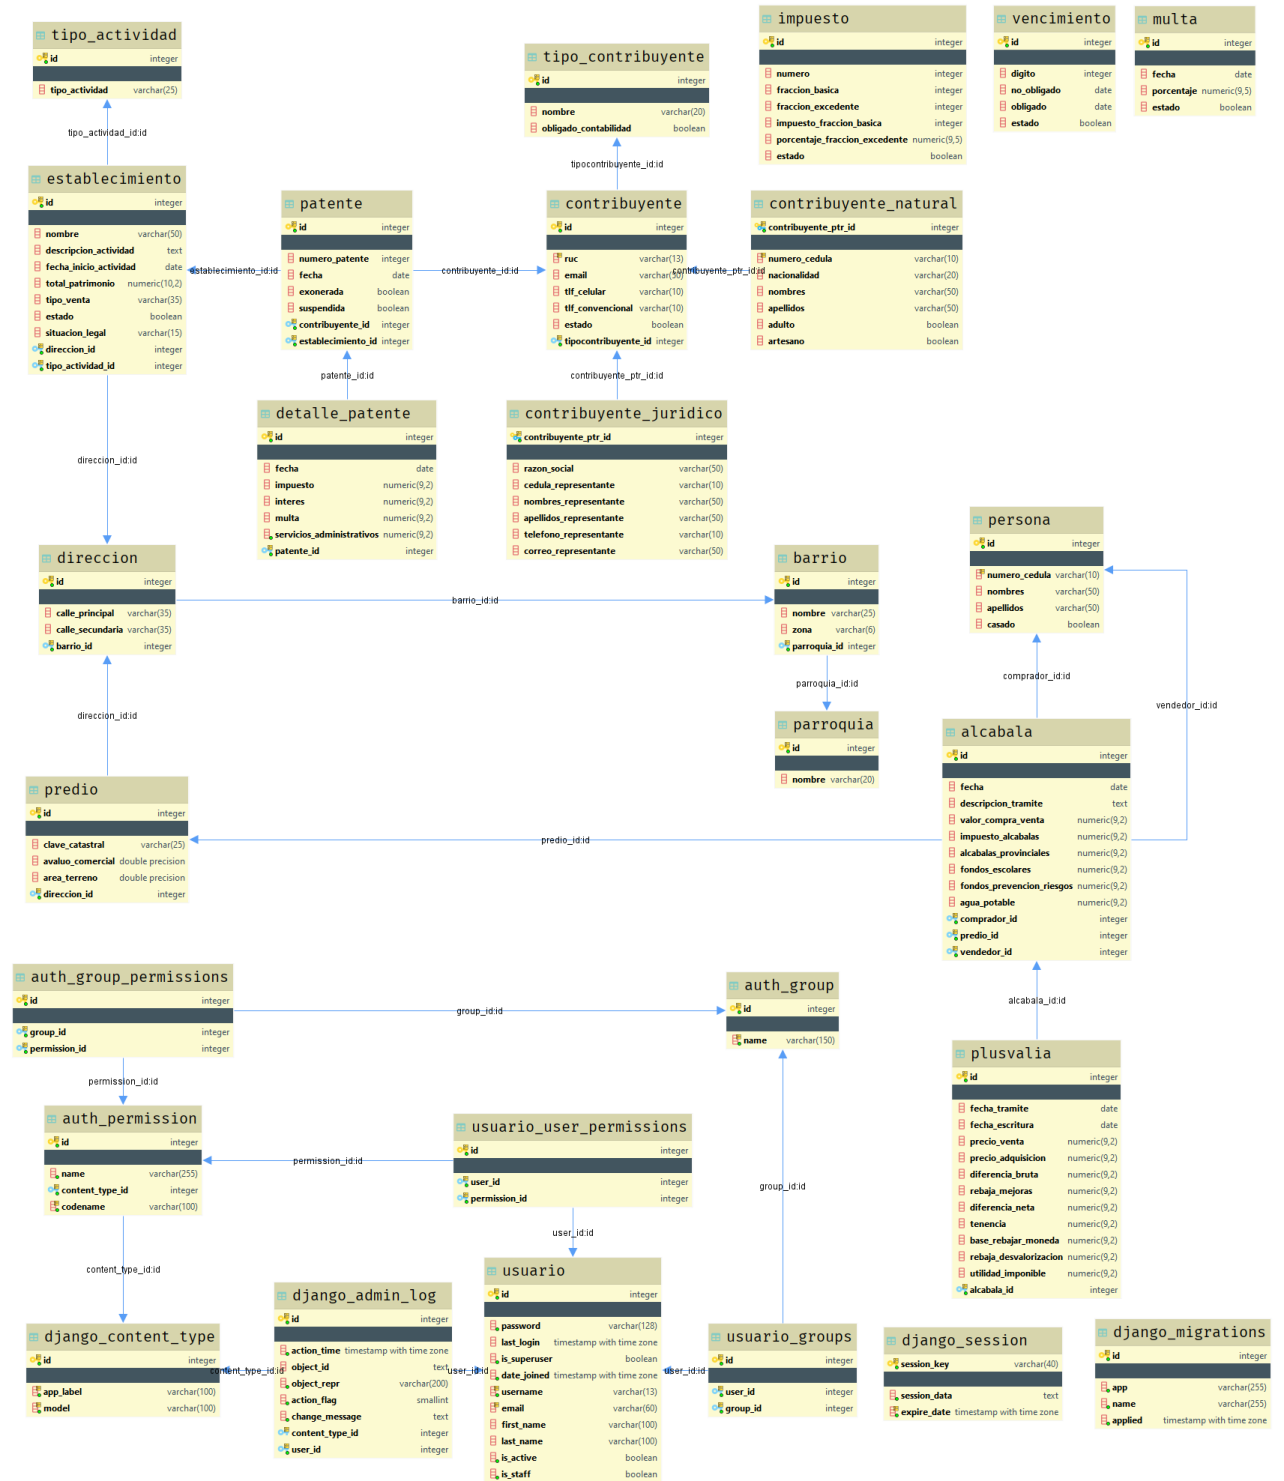 tipo_actividad
id integer
tipo_actividad varchar(25)
tipo_contribuyente
id integer
nombre varchar(20)
obligado_contabilidad boolean
impuesto
id integer
numero integer
fraccion_basica integer
fraccion_excedente integer
impuesto_fraccion_basica integer
porcentaje_fraccion_excedente numeric(9,5)
estado boolean
vencimiento
id integer
digito integer
no_obligado date
obligado date
estado boolean
multa
id integer
fecha date
porcentaje numeric(9,5)
estado boolean
tipo_actividad_id:id
tipocontribuyente_id:id
establecimiento
id integer
nombre varchar(50)
descripcion_actividad text
fecha_inicio_actividad date
total_patrimonio numeric(10,2)
tipo_venta varchar(35)
estado boolean
situacion_legal varchar(15)
direccion_id integer
tipo_actividad_id integer
establecimiento_id:id
patente
id integer
numero_patente integer
fecha date
exonerada boolean
suspendida boolean
contribuyente_id integer
establecimiento_id integer
contribuyente_id:id
contribuyente
id integer
ruc varchar(13)
email varchar(50)
tlf_celular varchar(10)
tlf_convencional varchar(10)
estado boolean
tipocontribuyente_id integer
contribuyente_ptr_id:id
contribuyente_natural
contribuyente_ptr_id integer
numero_cedula varchar(10)
nacionalidad varchar(20)
nombres varchar(50)
apellidos varchar(50)
adulto boolean
artesano boolean
patente_id:id
contribuyente_ptr_id:id
detalle_patente
id integer
fecha date
impuesto numeric(9,2)
interes numeric(9,2)
multa numeric(9,2)
servicios_administrativos numeric(9,2)
patente_id integer
contribuyente_juridico
contribuyente_ptr_id integer
razon_social varchar(50)
cedula_representante varchar(10)
nombres_representante varchar(50)
apellidos_representante varchar(50)
telefono_representante varchar(10)
correo_representante varchar(50)
direccion_id:id
direccion
id integer
calle_principal varchar(35)
calle_secundaria varchar(35)
barrio_id integer
barrio_id:id
barrio
id integer
nombre varchar(25)
zona varchar(6)
parroquia_id integer
persona
id integer
numero_cedula varchar(10)
nombres varchar(50)
apellidos varchar(50)
casado boolean
parroquia_id:id
comprador_id:id
vendedor_id:id
direccion_id:id
parroquia
id integer
nombre varchar(20)
alcabala
id integer
fecha date
descripcion_tramite text
valor_compra_venta numeric(9,2)
impuesto_alcabalas numeric(9,2)
alcabalas_provinciales numeric(9,2)
fondos_escolares numeric(9,2)
fondos_prevencion_riesgos numeric(9,2)
agua_potable numeric(9,2)
comprador_id integer
predio_id integer
vendedor_id integer
predio
id integer
clave_catastral varchar(25)
avaluo_comercial double precision
area_terreno double precision
direccion_id integer
predio_id:id
auth_group_permissions
id integer
group_id integer
permission_id integer
group_id:id
auth_group
id integer
name varchar(150)
alcabala_id:id
plusvalia
id integer
fecha_tramite date
fecha_escritura date
precio_venta numeric(9,2)
precio_adquisicion numeric(9,2)
diferencia_bruta numeric(9,2)
rebaja_mejoras numeric(9,2)
diferencia_neta numeric(9,2)
tenencia numeric(9,2)
base_rebajar_moneda numeric(9,2)
rebaja_desvalorizacion numeric(9,2)
utilidad_imponible numeric(9,2)
alcabala_id integer
permission_id:id
auth_permission
id integer
name varchar(255)
content_type_id integer
codename varchar(100)
permission_id:id
usuario_user_permissions
id integer
user_id integer
permission_id integer
group_id:id
user_id:id
content_type_id:id
django_content_type
id integer
app_label varchar(100)
model varchar(100)
content_type_id:id
django_admin_log
id integer
action_time timestamp with time zone
object_id text
object_repr varchar(200)
action_flag smallint
change_message text
content_type_id integer
user_id integer
user_id:id
usuario
id integer
password varchar(128)
last_login timestamp with time zone
is_superuser boolean
date_joined timestamp with time zone
username varchar(13)
email varchar(60)
first_name varchar(100)
last_name varchar(100)
is_active boolean
is_staff boolean
user_id:id
usuario_groups
id integer
user_id integer
group_id integer
django_session
session_key varchar(40)
session_data text
expire_date timestamp with time zone
django_migrations
id integer
app varchar(255)
name varchar(255)
applied timestamp with time zone